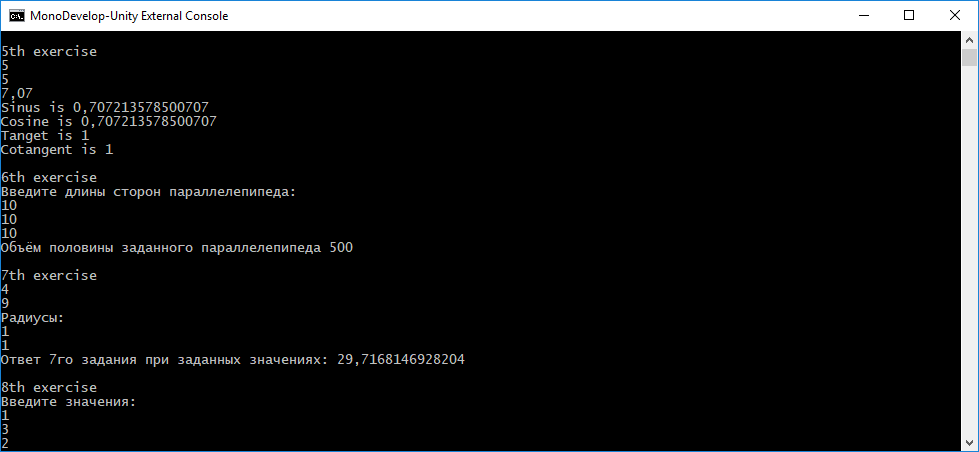 MonoDevelop-Unity External Console
5th exercise
5
5
7,07
Sinus is 0,707213578500707
Cosine is 0,707213578500707
Tanget is 1
Cotangent is 1
6th exercise
Введите длины сторон параллелепипеда:
10
10
10
Объём половины заданного параллелепипеда 500
7th exercise
4
9
Радиусы:
1
1
Ответ 7го задания при заданных значениях: 29,7168146928204
8th exercise
Введите значения:
1
3
2